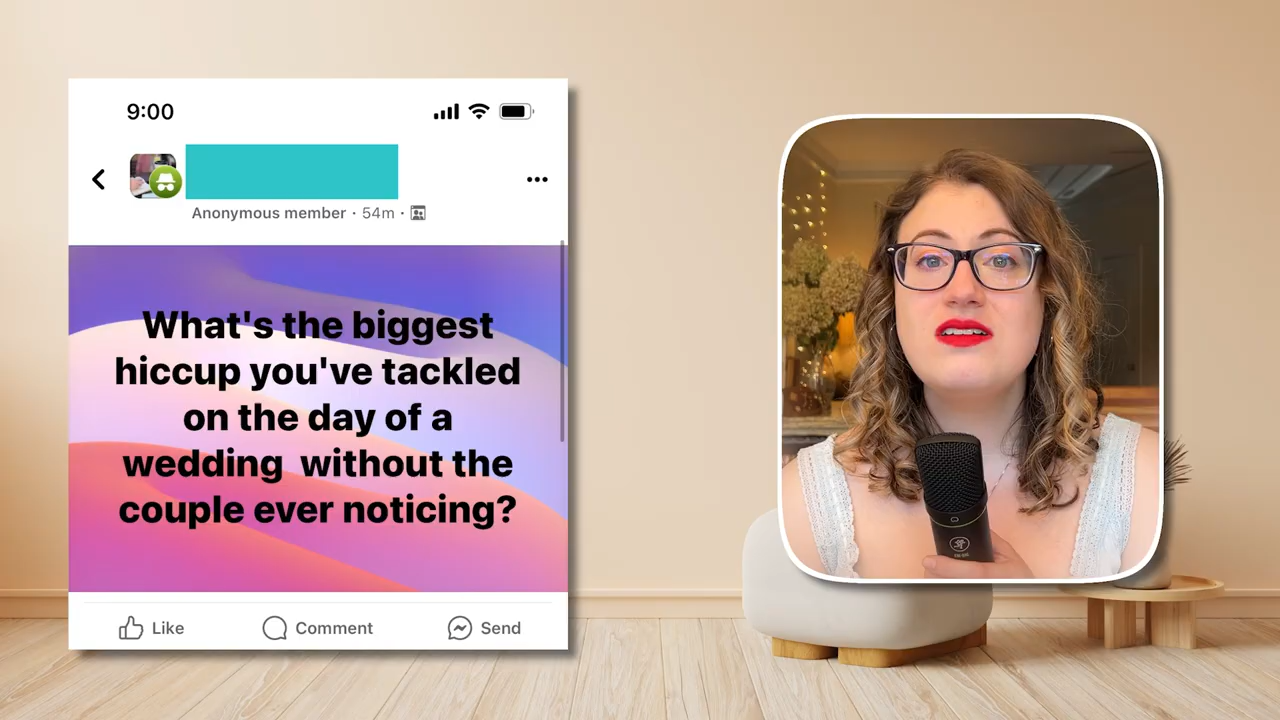 9:00
Anonymous member · 54m ·
What's the biggest
hiccup you've tackled
on the day of a
wedding without the
couple ever noticing?
Like Comment Send